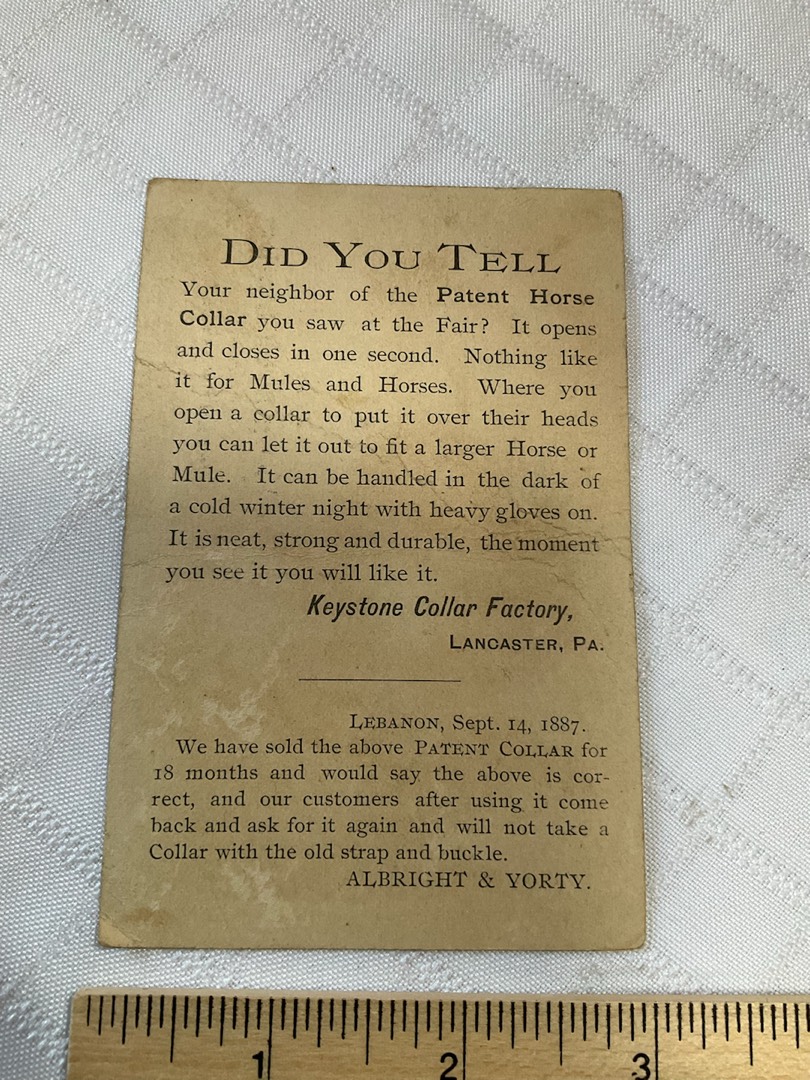 DID YOU TELL
Your neighbor of the Patent Horse
Collar you saw at the Fair? It opens
and closes in one second. Nothing like
it for Mules and Horses. Where you
open a collar to put it over their heads
you can let it out to fit a larger Horse or
Mule. It can be handled in the dark of
a cold winter night with heavy gloves on.
It is neat, strong and durable, the moment
you see it you will like it.
Keystone Collar Factory,
LANCASTER, PA.
LEBANON, Sept. 14, 1887.
We have sold the above PATENT COLLAR for
18 months and would say the above is cor-
rect, and our customers after using it come
back and ask for it again and will not take a
Collar with the old strap and buckle.
ALBRIGHT & YORTY.
1 2 3